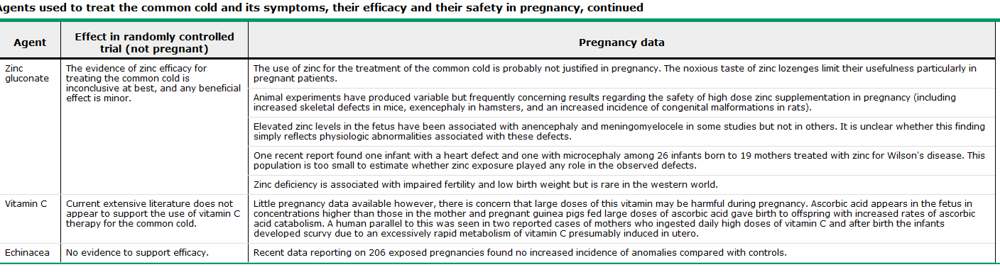 Agents used to treat the common cold and its symptoms, their efficacy and their safety in pregnancy, continued
Agent
Effect in randomly controlled
trial (not pregnant)
Pregnancy data
Zinc
gluconate
The evidence of zinc efficacy for
treating the common cold is
inconclusive at best, and any beneficial
effect is minor.
The use of zinc for the treatment of the common cold is probably not justified in pregnancy. The noxious taste of zinc lozenges limit their usefulness particularly in
pregnant patients.
Animal experiments have produced variable but frequently concerning results regarding the safety of high dose zinc supplementation in pregnancy (including
increased skeletal defects in mice, exencephaly in hamsters, and an increased incidence of congenital malformations in rats).
Elevated zinc levels in the fetus have been associated with anencephaly and meningomyelocele in some studies but not in others. It is unclear whether this finding
simply reflects physiologic abnormalities associated with these defects.
One recent report found one infant with a heart defect and one with microcephaly among 26 infants born to 19 mothers treated with zinc for Wilson's disease. This
population is too small to estimate whether zinc exposure played any role in the observed defects.
Zinc deficiency is associated with impaired fertility and low birth weight but is rare in the western world.
Vitamin C
Current extensive literature does not
appear to support the use of vitamin C
therapy for the common cold.
Little pregnancy data available however, there is concern that large doses of this vitamin may be harmful during pregnancy. Ascorbic acid appears in the fetus in
concentrations higher than those in the mother and pregnant guinea pigs fed large doses of ascorbic acid gave birth to offspring with increased rates of ascorbic
acid catabolism. A human parallel to this was seen in two reported cases of mothers who ingested daily high doses of vitamin C and after birth the infants
developed scurvy due to an excessively rapid metabolism of vitamin C presumably induced in utero.
Echinacea
No evidence to support efficacy.
Recent data reporting on 206 exposed pregnancies found no increased incidence of anomalies compared with controls.